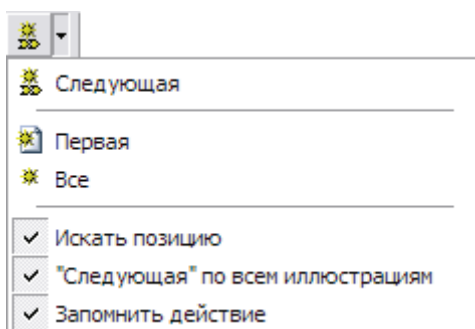 Следующая
Первая
Все
Искать позицию
"Следующая" по всем иллюстрациям
Запомнить действие